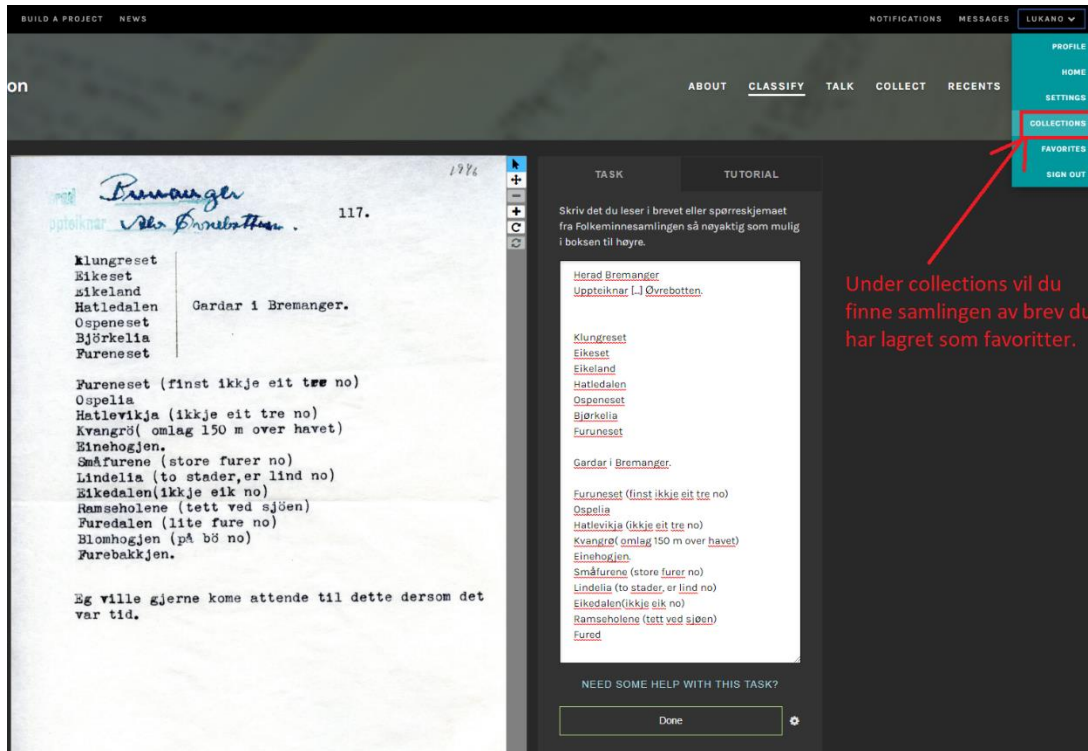 BUILD A PROJECT NEWS NOTIFICATIONS MESSAGES LUKANO
PROFILE
HOME
SETTINGS
COLLECTIONS
FAVORITES
SIGN OUT
on
ABOUT CLASSIFY TALK COLLECT RECENTS
1946
Bremanger
117.
Øvrebotten.
Klungreset
Eikeset
Eikeland
Hatledalen
Ospeneset
Björkelia
Fureneset
Gardar i Bremanger.
Fureneset (finst ikkje eit tre no)
Ospelia
Hatlevikja (ikkje eit tre no)
Kvangrö( omlag 150 m over havet)
Einehogjen.
Småfurene (store furer no)
Lindelia (to stader,er lind no)
Eikedalen(ikkje eik no)
Ramseholene (tett ved sjöen)
Furedalen (lite fure no)
Blomhogjen (på bö no)
Furebakkjen.
Eg ville gjerne kome attende til dette dersom det
var tid.
TASK TUTORIAL
Skriv det du leser i brevet eller spørreskjemaet
fra Folkeminnesamlingen så nøyaktig som mulig
i boksen til høyre.
Herad Bremanger
Uppteiknar [...] Øvrebotten.
Klungreset
Eikeset
Eikeland
Hatledalen
Ospeneset
Bjørkelia
Furuneset
Gardar i Bremanger.
Furuneset (finst ikkje eit tre no)
Ospelia
Hatlevikja (ikkje eit tre no)
Kvangrø( omlag 150 m over havet)
Einehogjen.
Småfurene (store furer no)
Lindelia (to stader, er lind no)
Eikedalen(ikkje eik no)
Ramseholene (tett ved sjøen)
Fured
NEED SOME HELP WITH THIS TASK?
Done
Under collections vil du
finne samlingen av brev du
har lagret som favoritter.